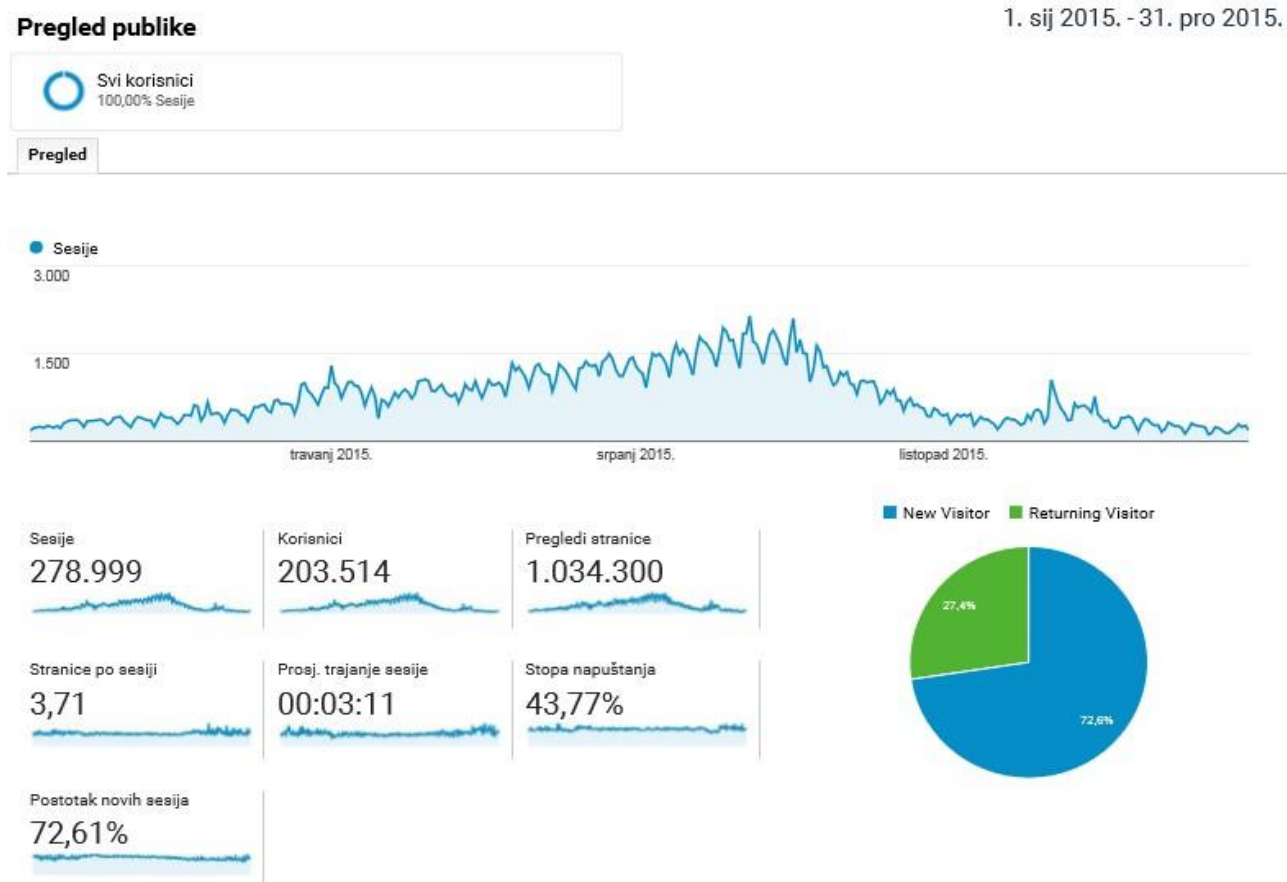 Pregled publike
1. sij 2015. - 31. pro 2015.
Svi korisnici
100,00% Sesije
Pregled
Sesije
3.000
1.500
travanj 2015.
srpanj 2015.
listopad 2015.
New Visitor
Returning Visitor
Sesije
278.999
Korisnici
203.514
Pregledi stranice
1.034.300
27,4%
72,6%
Stranice po sesiji
3,71
Prosj. trajanje sesije
00:03:11
Stopa napuštanja
43,77%
Postotak novih sesija
72,61%